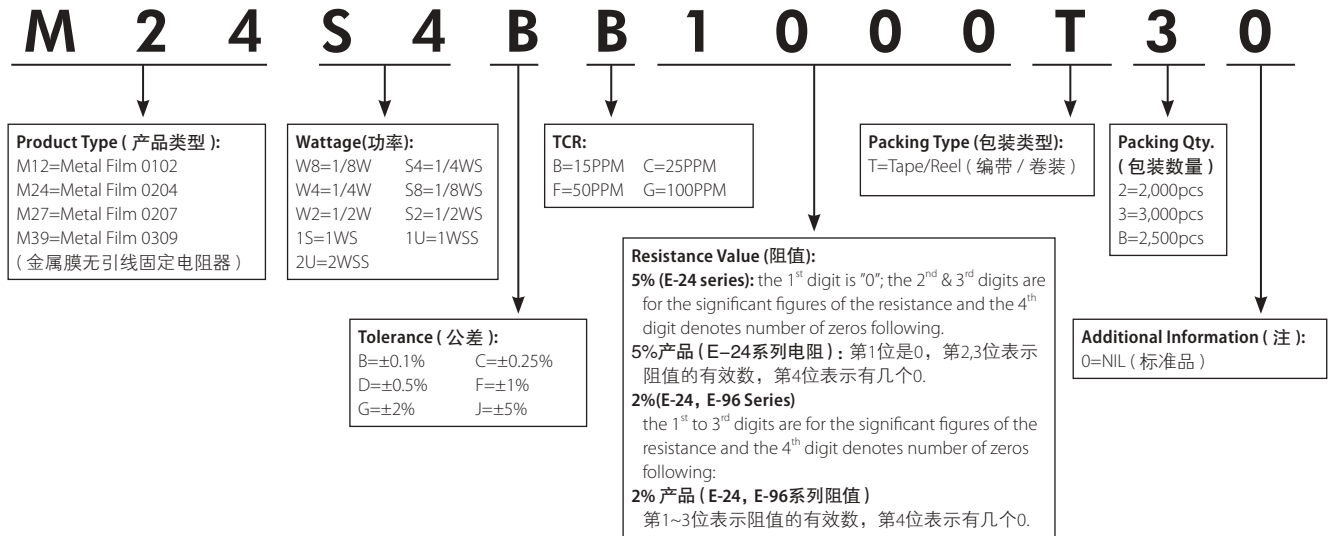 M 2 4 S 4 B B 1 0 0 0 T 3 0
Product Type ( 产品类型 ):
M12=Metal Film 0102
M24=Metal Film 0204
M27=Metal Film 0207
M39=Metal Film 0309
( 金属膜无引线固定电阻器 )
Wattage(功率):
W8=1/8W S4=1/4WS
W4=1/4W S8=1/8WS
W2=1/2W S2=1/2WS
1S=1WS 1U=1WSS
2U=2WSS
Tolerance ( 公差 ):
B=±0.1% C=±0.25%
D=±0.5% F=±1%
G=±2% J=±5%
TCR:
B=15PPM C=25PPM
F=50PPM G=100PPM
Resistance Value (阻值):
5% (E-24 series): the 1st digit is "0"; the 2nd & 3rd digits are
for the significant figures of the resistance and the 4th
digit denotes number of zeros following.
5%产品 ( E–24系列电阻 ) : 第1位是0，第2,3位表示
阻值的有效数，第4位表示有几个0.
2%(E-24, E-96 Series)
the 1st to 3rd digits are for the significant figures of the
resistance and the 4th digit denotes number of zeros
following:
2% 产品 ( E-24, E-96系列阻值 )
第1~3位表示阻值的有效数，第4位表示有几个0.
Packing Type (包装类型):
T=Tape/Reel ( 编带 / 卷装 )
Packing Qty.
( 包装数量 )
2=2,000pcs
3=3,000pcs
B=2,500pcs
Additional Information ( 注 ):
0=NIL ( 标准品 )